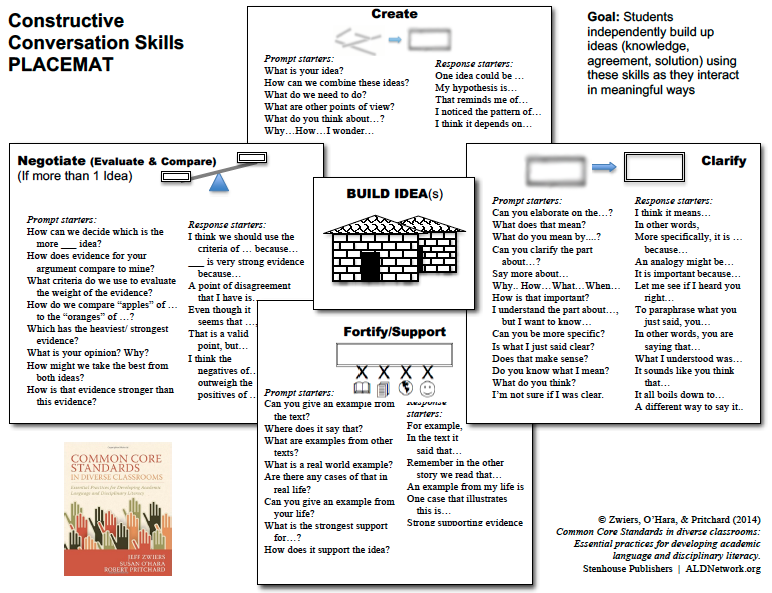 Constructive
Conversation Skills
PLACEMAT
Create
Prompt starters:
What is your idea?
How can we combine these ideas?
What do we need to do?
What are other points of view?
What do you think about…?
Why…How…I wonder…
Response starters:
One idea could be …
My hypothesis is…
That reminds me of…
I noticed the pattern of…
I think it depends on…
Goal: Students
independently build up
ideas (knowledge,
agreement, solution) using
these skills as they interact
in meaningful ways
Negotiate (Evaluate & Compare)
(If more than 1 Idea)
Prompt starters:
How can we decide which is the
more ___ idea?
How does evidence for your
argument compare to mine?
What criteria do we use to evaluate
the weight of the evidence?
How do we compare “apples” of …
to the “oranges” of …?
Which has the heaviest/ strongest
evidence?
What is your opinion? Why?
How might we take the best from
both ideas?
How is that evidence stronger than
this evidence?
Response starters:
I think we should use the
criteria of … because…
___ is very strong evidence
because…
A point of disagreement
that I have is…
Even though it
seems that …,
That is a valid
point, but…
I think the
negatives of…
outweigh the
positives of …
BUILD IDEA(s)
Clarify
Prompt starters:
Can you elaborate on the…?
What does that mean?
What do you mean by....?
Can you clarify the part
about…?
Say more about…
Why.. How…What…When…
How is that important?
I understand the part about…,
but I want to know…
Can you be more specific?
Is what I just said clear?
Does that make sense?
Do you know what I mean?
What do you think?
I’m not sure if I was clear.
Response starters:
I think it means…
In other words,
More specifically, it is …
because…
An analogy might be…
It is important because…
Let me see if I heard you
right…
To paraphrase what you
just said, you…
In other words, you are
saying that…
What I understood was…
It sounds like you think
that…
It all boils down to…
A different way to say it..
Fortify/Support
Prompt starters:
Can you give an example from
the text?
Where does it say that?
What are examples from other
texts?
What is a real world example?
Are there any cases of that in
real life?
Can you give an example from
your life?
What is the strongest support
for…?
How does it support the idea?
Response
starters:
For example,
In the text it
said that…
Remember in the other
story we read that…
An example from my life is
One case that illustrates
this is…
Strong supporting evidence
COMMON CORE
STANDARDS
IN DIVERSE CLASSROOMS
Essential Practices for Developing Academic
Language and Disciplinary Literacy
JEFF ZWIERS
SUSAN O'HARA
ROBERT PRITCHARD
© Zwiers, O’Hara, & Pritchard (2014)
Common Core Standards in diverse classrooms:
Essential practices for developing academic
language and disciplinary literacy.
Stenhouse Publishers | ALDNetwork.org